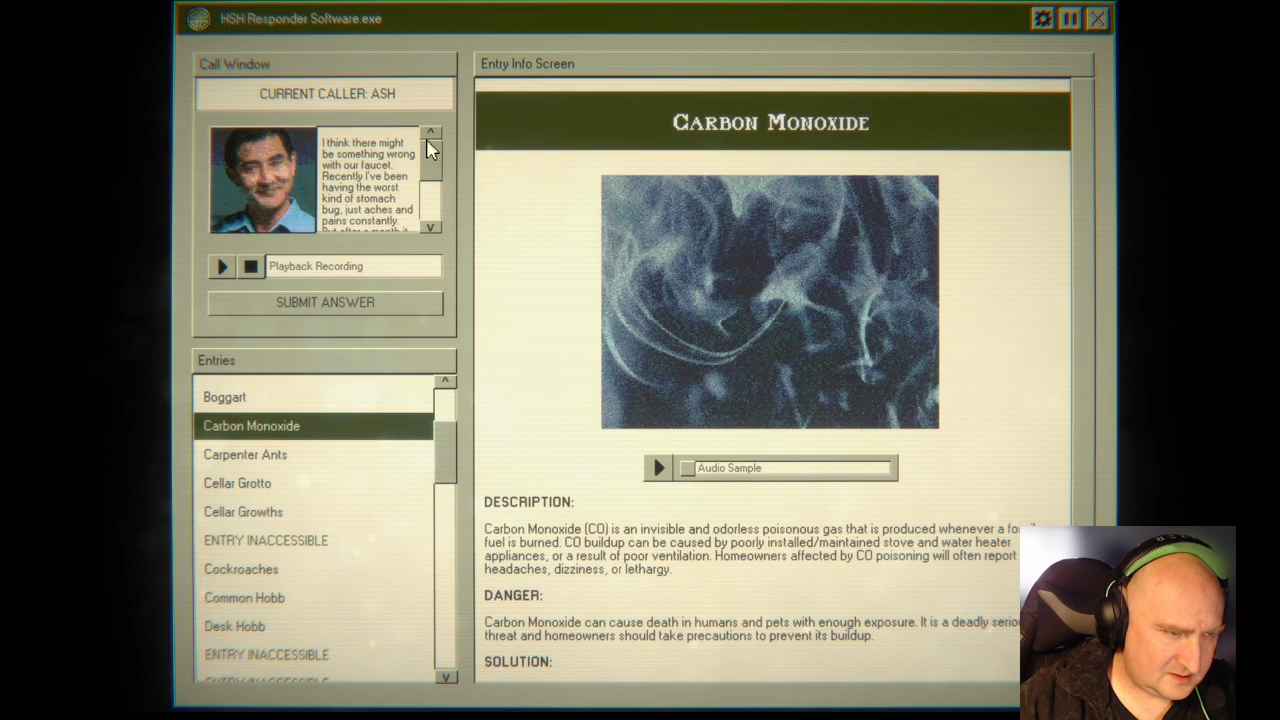 HSH Responder Software.exe
Call Window
CURRENT CALLER: ASH
I think there might
be something wrong
with our faucet.
Recently I've been
having the worst
kind of stomach
bug, just aches and
pains constantly.
But after a month it
Playback Recording
SUBMIT ANSWER
Entries
Boggart
Carbon Monoxide
Carpenter Ants
Cellar Grotto
Cellar Growths
ENTRY INACCESSIBLE
Cockroaches
Common Hobb
Desk Hobb
ENTRY INACCESSIBLE
ENTRY INACCESSIBLE
Entry Info Screen
CARBON MONOXIDE
Audio Sample
DESCRIPTION:
Carbon Monoxide (CO) is an invisible and odorless poisonous gas that is produced whenever a
fuel is burned. CO buildup can be caused by poorly installed/maintained stove and water heater
appliances, or a result of poor ventilation. Homeowners affected by CO poisoning will often report
headaches, dizziness, or lethargy.
DANGER:
Carbon Monoxide can cause death in humans and pets with enough exposure. It is a deadly
threat and homeowners should take precautions to prevent its buildup.
SOLUTION: